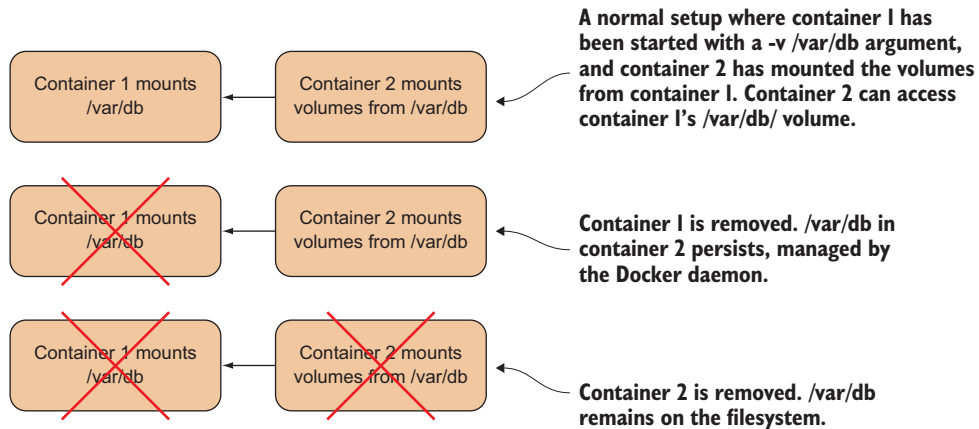 A normal setup where container 1 has
been started with a -v /var/db argument,
and container 2 has mounted the volumes
from container 1. Container 2 can access
container 1's /var/db/ volume.
Container 1 mounts
/var/db
Container 2 mounts
volumes from /var/db
Container 1 mounts
/var/db
Container 2 mounts
volumes from /var/db
Container 1 is removed. /var/db in
container 2 persists, managed by
the Docker daemon.
Container 1 mounts
/var/db
Container 2 mounts
volumes from /var/db
Container 2 is removed. /var/db
remains on the filesystem.